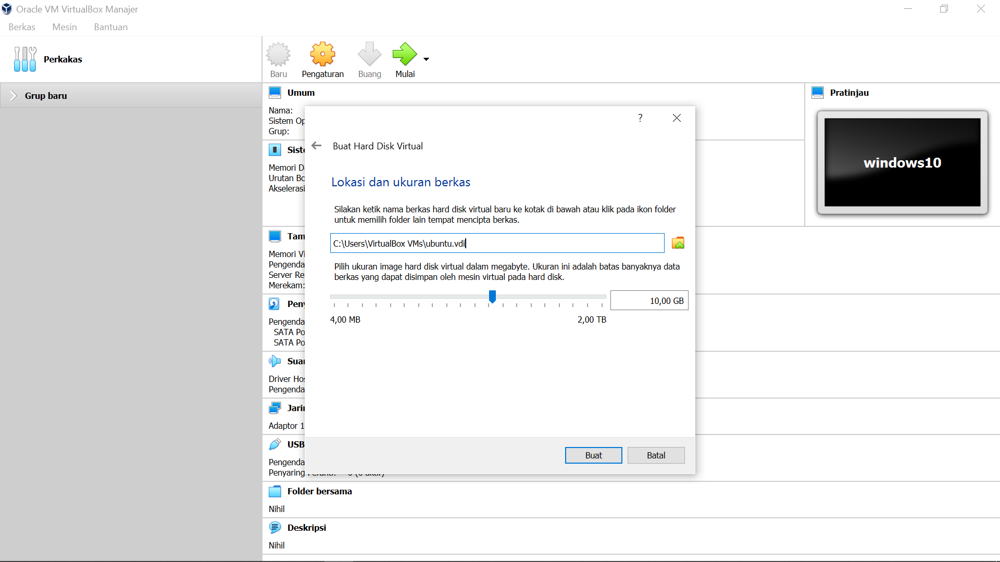 Oracle VM VirtualBox Manajer
Berkas Mesin Bantuan
Perkakas
Baru Pengaturan Buang Mulai
Grup baru
Umum
Pratinjau
Nama:
Sistem Op
Grup:
windows10
?
Buat Hard Disk Virtual
Siste
Memori Da
Urutan Bo
Akselerasi
Lokasi dan ukuran berkas
Silakan ketik nama berkas hard disk virtual baru ke kotak di bawah atau klik pada ikon folder
untuk memilih folder lain tempat mencipta berkas.
Tam
C:\Users\VirtualBox VMs\ubuntu.vdi
Memori Vi
Pengenda
Server Re
Merekam:
Pilih ukuran image hard disk virtual dalam megabyte. Ukuran ini adalah batas banyaknya data
berkas yang dapat disimpan oleh mesin virtual pada hard disk.
10,00 GB
4,00 MB 2,00 TB
Peny
Pengenda
SATA Po
SATA Po
Suar
Driver Hos
Pengenda
Jarin
Adaptor 1
USB
Pengenda
Penyaring
Buat Batal
Folder bersama
Nihil
Deskripsi
Nihil